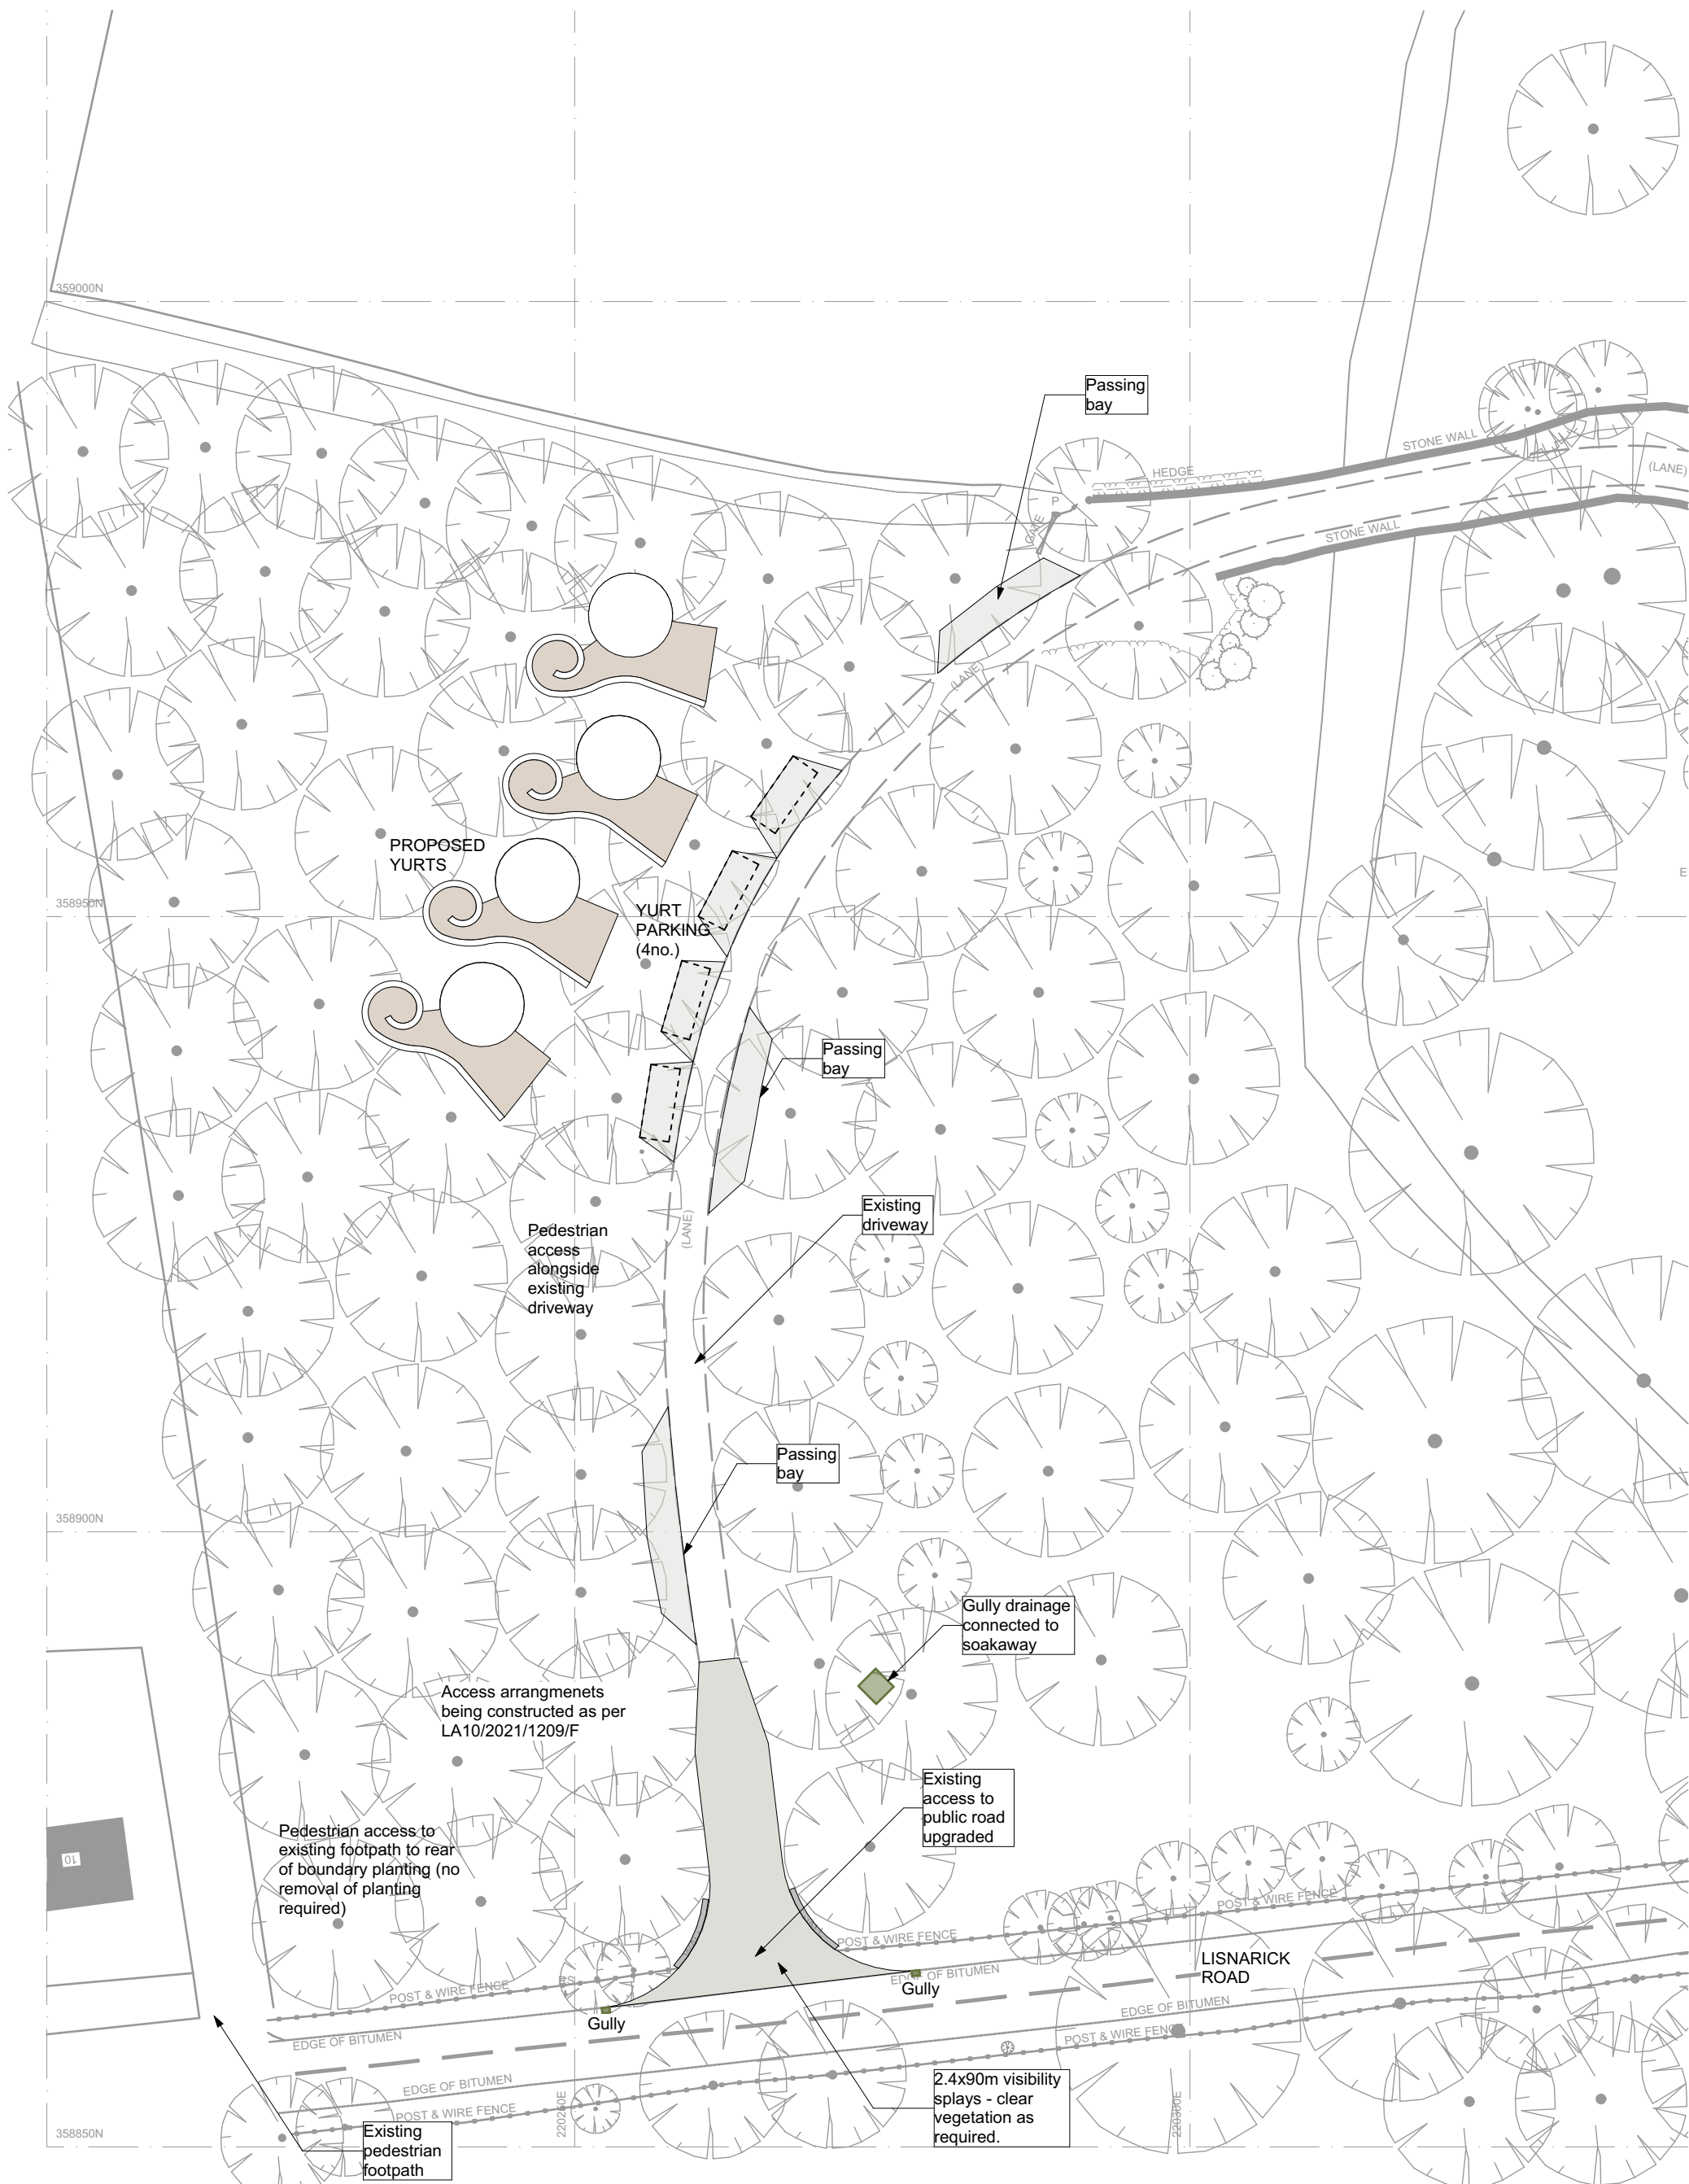 359000N
Passing
bay
STONE WALL
(LANE)
HEDGE
P
GATE
STONE WALL
(LANE)
PROPOSED
YURTS
358950N
YURT
PARKING
(4no.)
Passing
bay
Existing
driveway
Pedestrian
access
alongside
existing
driveway
(LANE)
Passing
bay
358900N
Gully drainage
connected to
soakaway
Access arrangmenets
being constructed as per
LA10/2021/1209/F
Existing
access to
public road
upgraded
Pedestrian access to
existing footpath to rear
of boundary planting (no
removal of planting
required)
10
POST & WIRE FENCE
POST & WIRE FENCE
LISNARICK
ROAD
EDGE OF BITUMEN
Gully
POST & WIRE FENCE
Gully
EDGE OF BITUMEN
EDGE OF BITUMEN
POST & WIRE FENCE
EDGE OF BITUMEN
POST & WIRE FENCE
2.4x90m visibility
splays - clear
vegetation as
required.
Existing
pedestrian
footpath
358850N